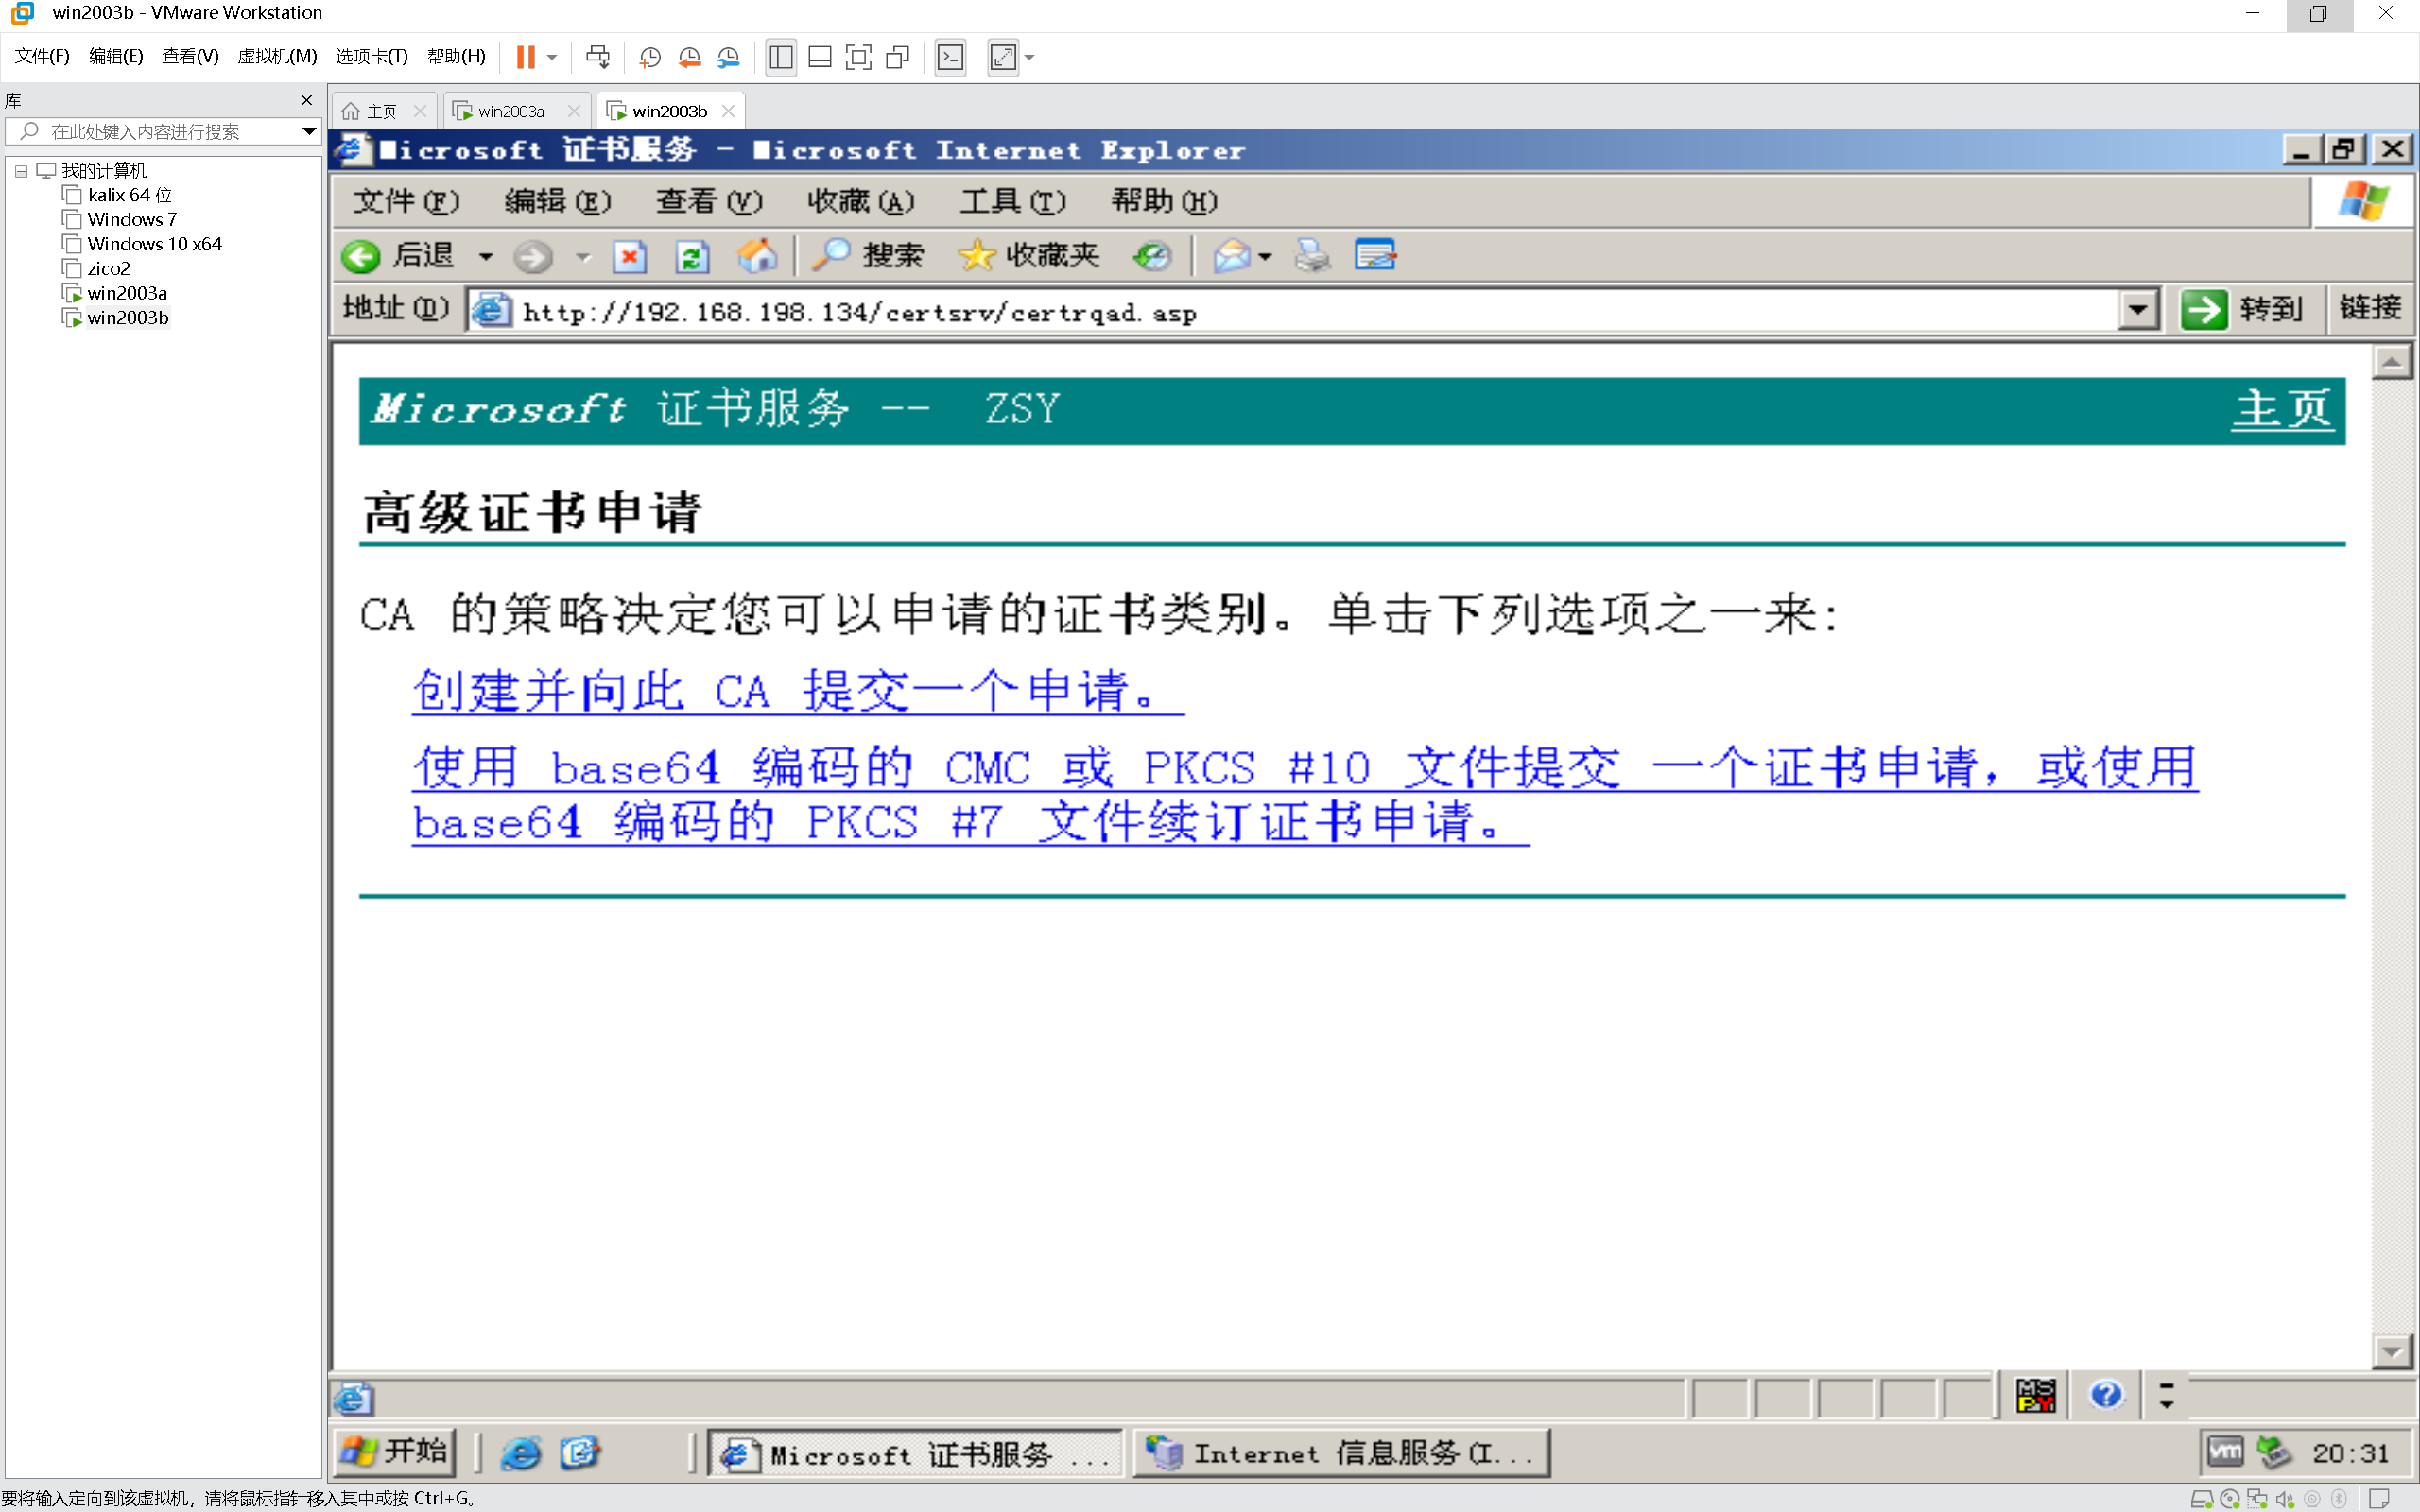 win2003b - VMware Workstation
文件(F) 编辑(E) 查看(V) 虚拟机(M) 选项卡(T) 帮助(H)
库
在此处键入内容进行搜索
我的计算机
kalix 64 位
Windows 7
Windows 10 x64
zico2
win2003a
win2003b
主页 win2003a win2003b
Microsoft 证书服务 - Microsoft Internet Explorer
文件(F) 编辑(E) 查看(V) 收藏(A) 工具(T) 帮助(H)
后退 搜索 收藏夹
地址(D) http://192.168.198.134/certsrv/certrqad.asp 转到 链接
Microsoft 证书服务 -- ZSY 主页
高级证书申请
CA 的策略决定您可以申请的证书类别。单击下列选项之一来:
创建并向此 CA 提交一个申请。
使用 base64 编码的 CMC 或 PKCS #10 文件提交 一个证书申请，或使用
base64 编码的 PKCS #7 文件续订证书申请。
开始 Microsoft 证书服务 ... Internet 信息服务(I... vm 20:31
要将输入定向到该虚拟机，请将鼠标指针移入其中或按 Ctrl+G。